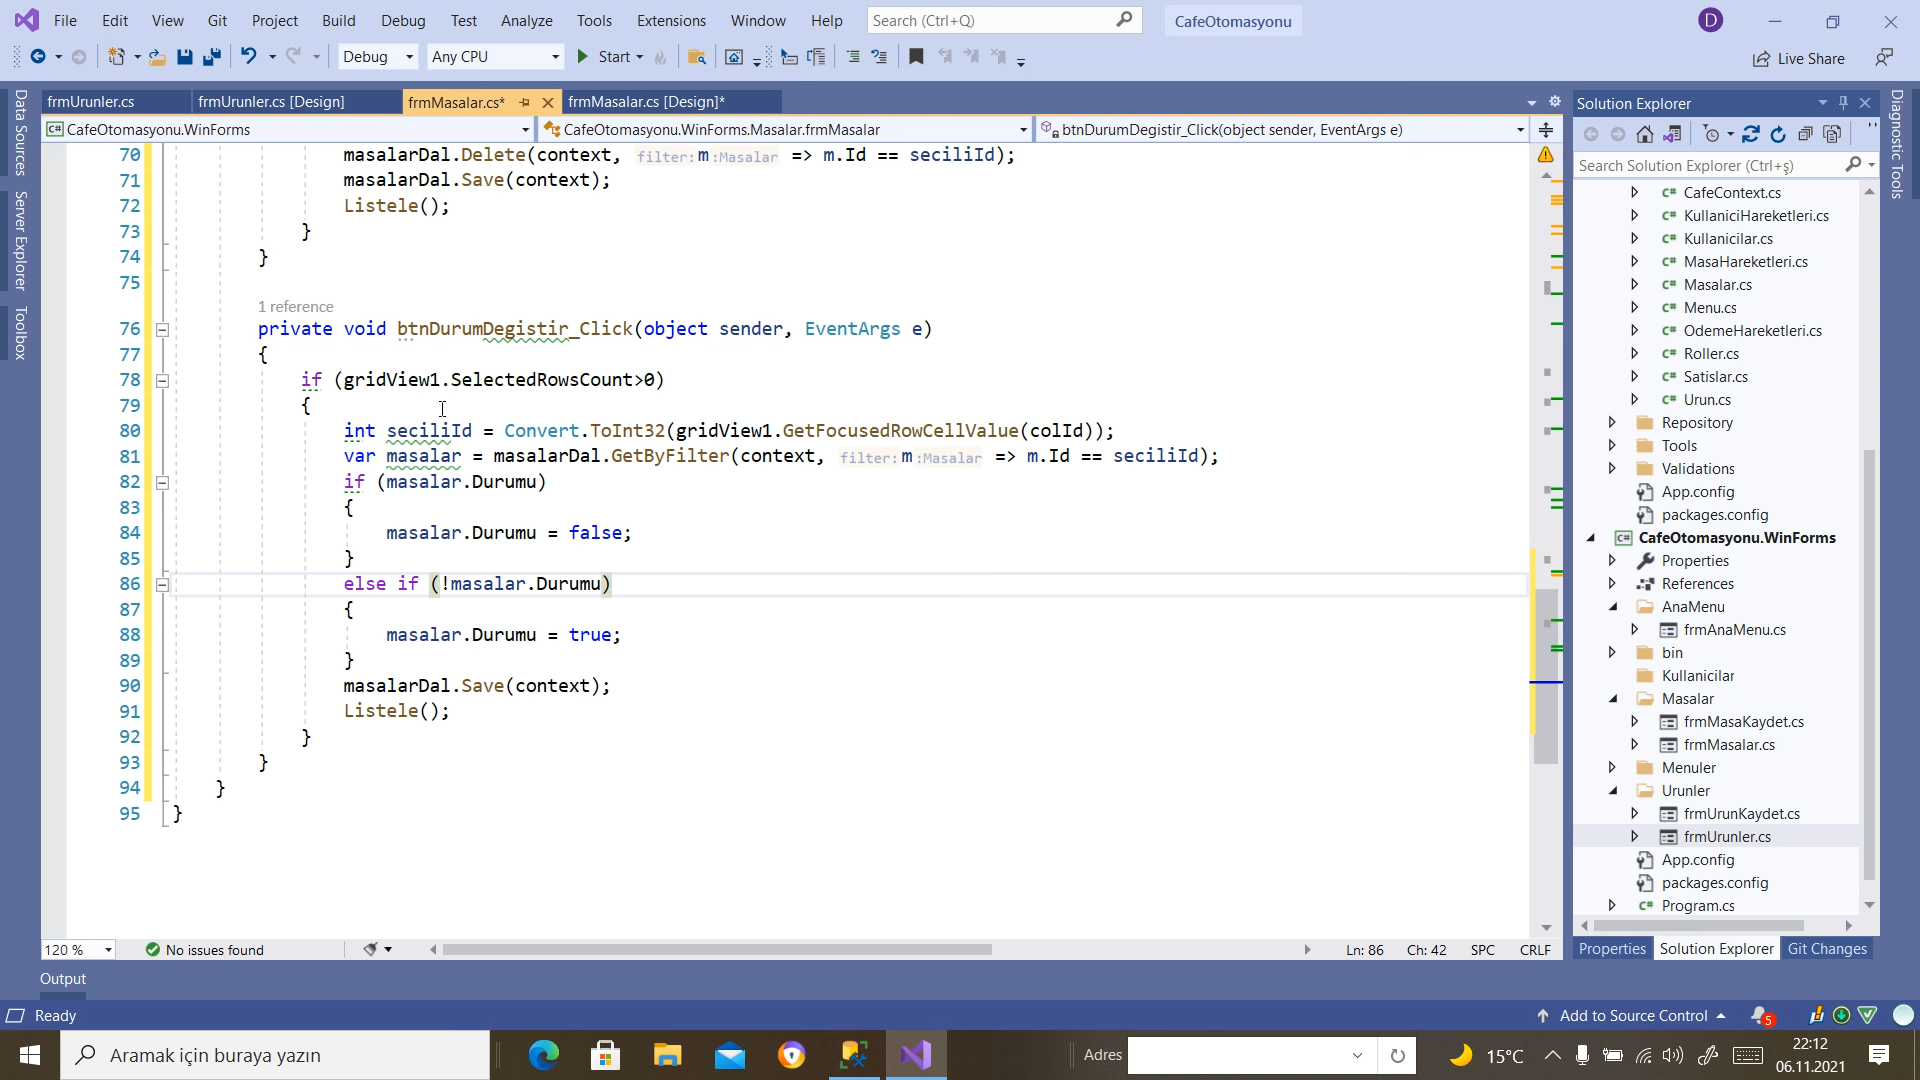 File Edit View Git Project Build Debug Test Analyze Tools Extensions Window Help Search (Ctrl+Q) CafeOtomasyonu D
Debug Any CPU Start Live Share
frmUrunler.cs frmUrunler.cs [Design] frmMasalar.cs* frmMasalar.cs [Design]*
C# CafeOtomasyonu.WinForms CafeOtomasyonu.WinForms.Masalar.frmMasalar btnDurumDegistir_Click(object sender, EventArgs e)
Data Sources
Server Explorer
Toolbox
70 masalarDal.Delete(context, filter: m :Masalar => m.Id == seciliId);
71 masalarDal.Save(context);
72 Listele();
73 }
74 }
75
1 reference
76 private void btnDurumDegistir_Click(object sender, EventArgs e)
77 {
78 if (gridView1.SelectedRowsCount>0)
79 {
80 int seciliId = Convert.ToInt32(gridView1.GetFocusedRowCellValue(colId));
81 var masalar = masalarDal.GetByFilter(context, filter: m :Masalar => m.Id == seciliId);
82 if (masalar.Durumu)
83 {
84 masalar.Durumu = false;
85 }
86 else if (!masalar.Durumu)
87 {
88 masalar.Durumu = true;
89 }
90 masalarDal.Save(context);
91 Listele();
92 }
93 }
94 }
95 }
120 % No issues found Ln: 86 Ch: 42 SPC CRLF
Solution Explorer
Search Solution Explorer (Ctrl+ş)
C# CafeContext.cs
C# KullaniciHareketleri.cs
C# Kullanicilar.cs
C# MasaHareketleri.cs
C# Masalar.cs
C# Menu.cs
C# OdemeHareketleri.cs
C# Roller.cs
C# Satislar.cs
C# Urun.cs
Repository
Tools
Validations
App.config
packages.config
C# CafeOtomasyonu.WinForms
Properties
References
AnaMenu
frmAnaMenu.cs
bin
Kullanicilar
Masalar
frmMasaKaydet.cs
frmMasalar.cs
Menuler
Urunler
frmUrunKaydet.cs
frmUrunler.cs
App.config
packages.config
C# Program.cs
Properties Solution Explorer Git Changes
Diagnostic Tools
Output
Ready Add to Source Control 5
Aramak için buraya yazın Adres 15°C 22:12
06.11.2021